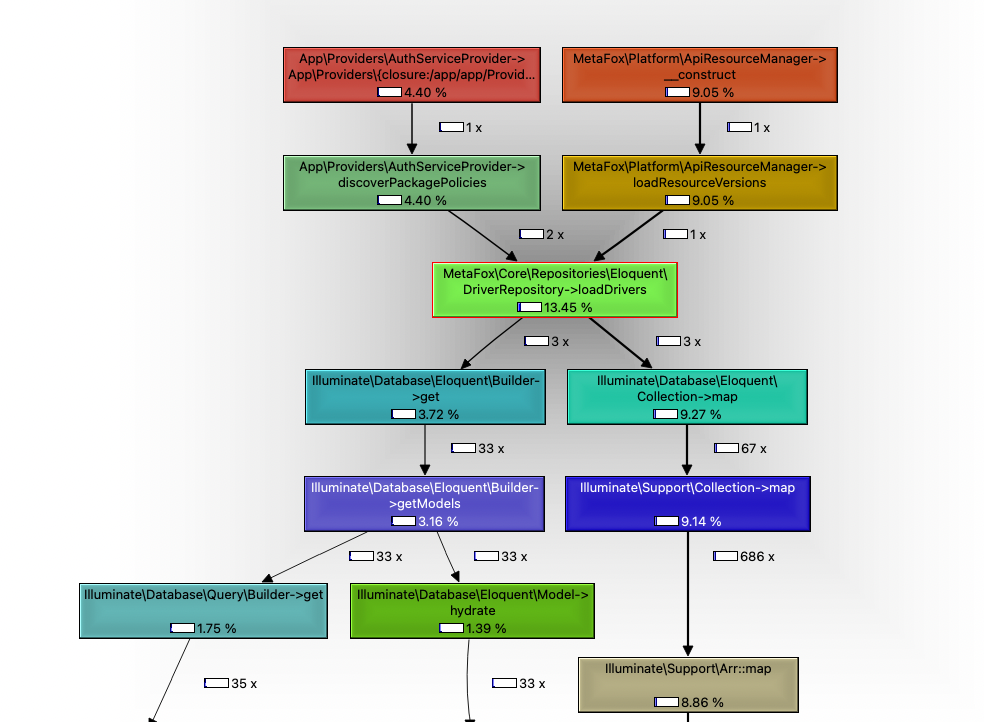 App\Providers\AuthServiceProvider->
App\Providers\{closure:/app/app/Provid...
4.40 %
MetaFox\Platform\ApiResourceManager->
__construct
9.05 %
1 x
1 x
App\Providers\AuthServiceProvider->
discoverPackagePolicies
4.40 %
MetaFox\Platform\ApiResourceManager->
loadResourceVersions
9.05 %
2 x
1 x
MetaFox\Core\Repositories\Eloquent\
DriverRepository->loadDrivers
13.45 %
3 x
3 x
Illuminate\Database\Eloquent\Builder-
>get
3.72 %
Illuminate\Database\Eloquent\
Collection->map
9.27 %
33 x
67 x
Illuminate\Database\Eloquent\Builder-
>getModels
3.16 %
Illuminate\Support\Collection->map
9.14 %
33 x
33 x
686 x
Illuminate\Database\Query\Builder->get
1.75 %
Illuminate\Database\Eloquent\Model->
hydrate
1.39 %
Illuminate\Support\Arr::map
8.86 %
35 x
33 x